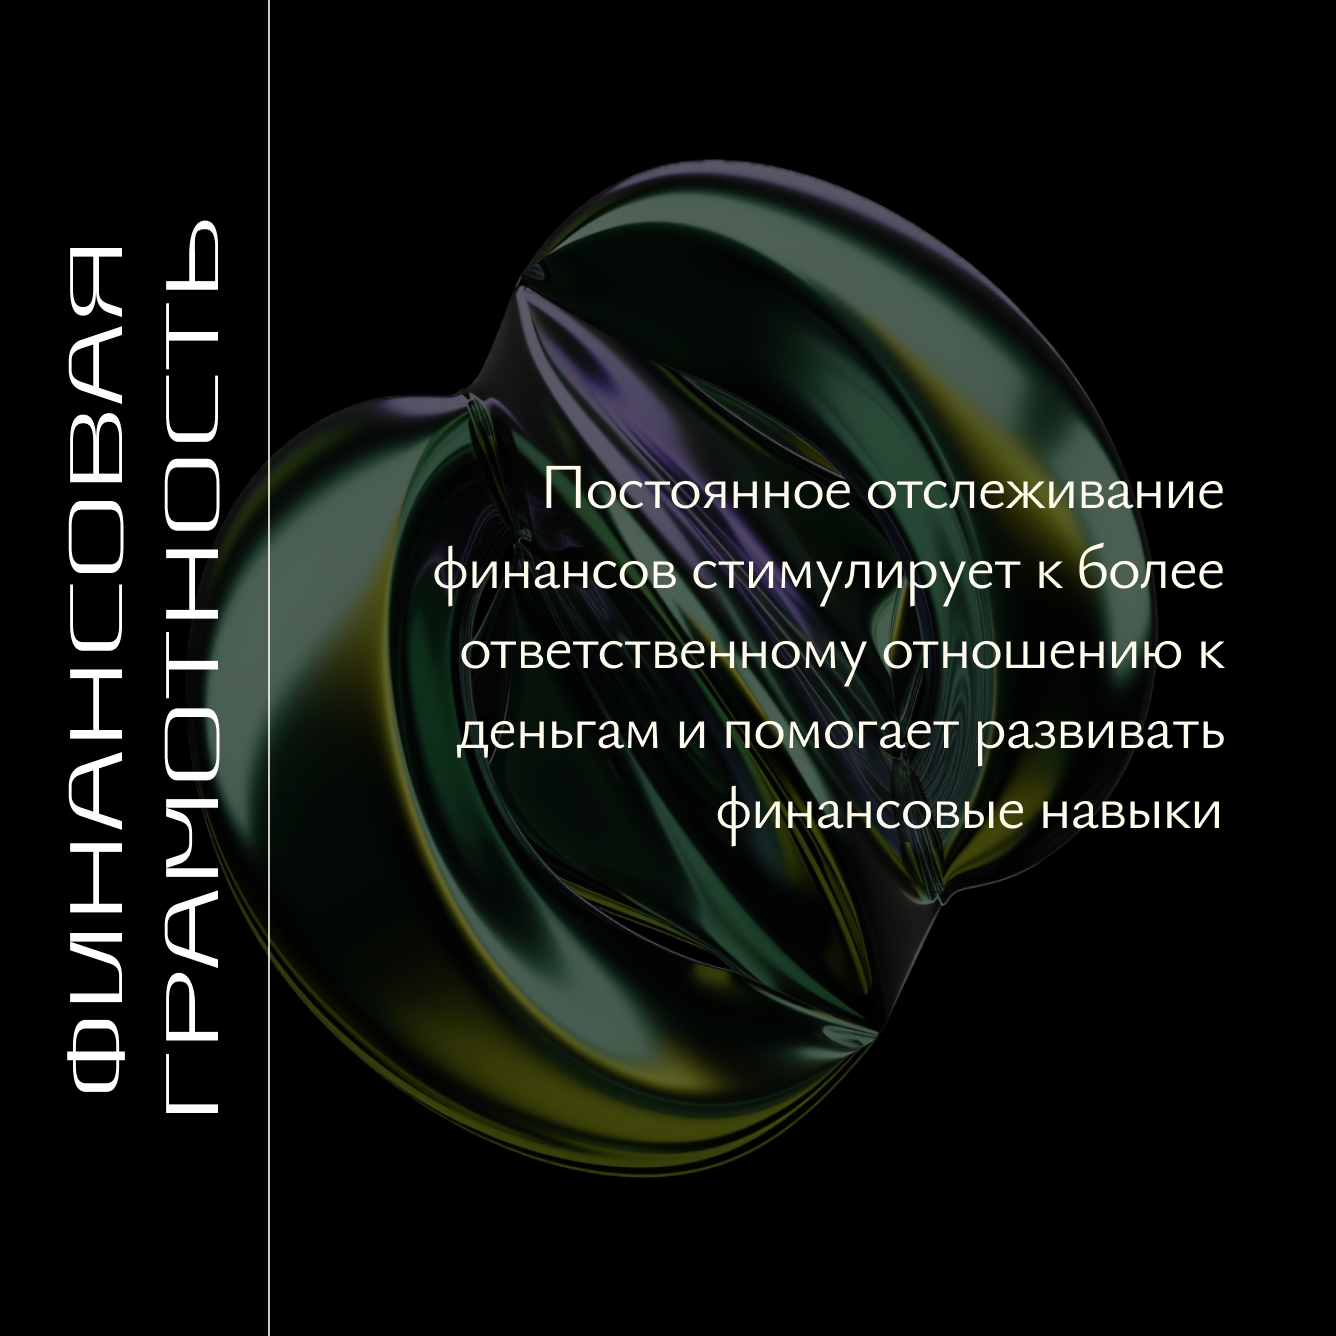 ФИНАНСОВАЯ
ГРАМОТНОСТЬ
Постоянное отслеживание
финансов стимулирует к более
ответственному отношению к
деньгам и помогает развивать
финансовые навыки